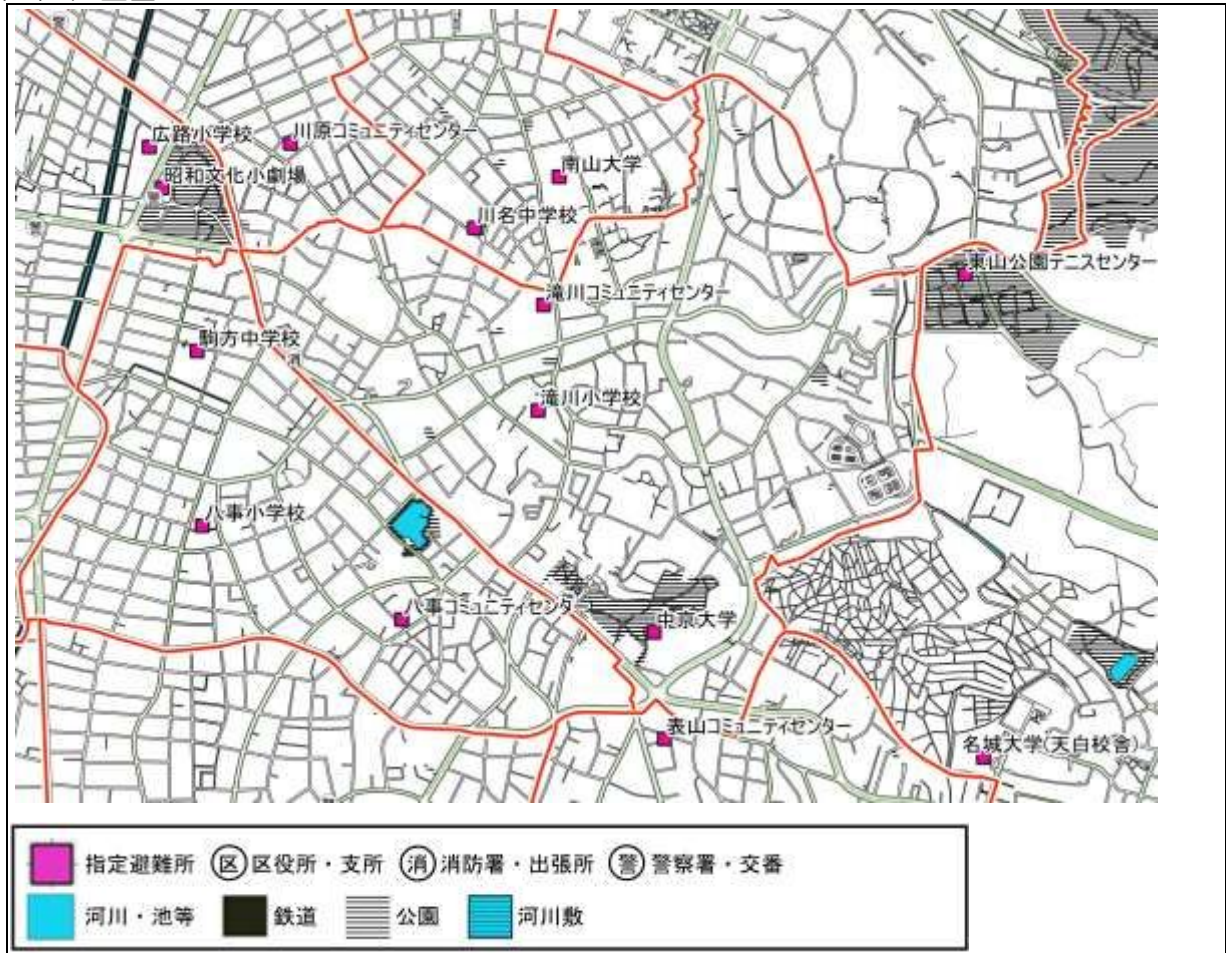 広路小学校
川原コミュニティセンター
昭和文化小劇場
南山大学
川名中学校
東山公園テニスセンター
滝川コミュニティセンター
駒方中学校
滝川小学校
八事小学校
八事コミュニティセンター
中京大学
表山コミュニティセンター
名城大学(天白校舎)
指定避難所 区 区役所・支所 消 消防署・出張所 警 警察署・交番
河川・池等 鉄道 公園 河川敷